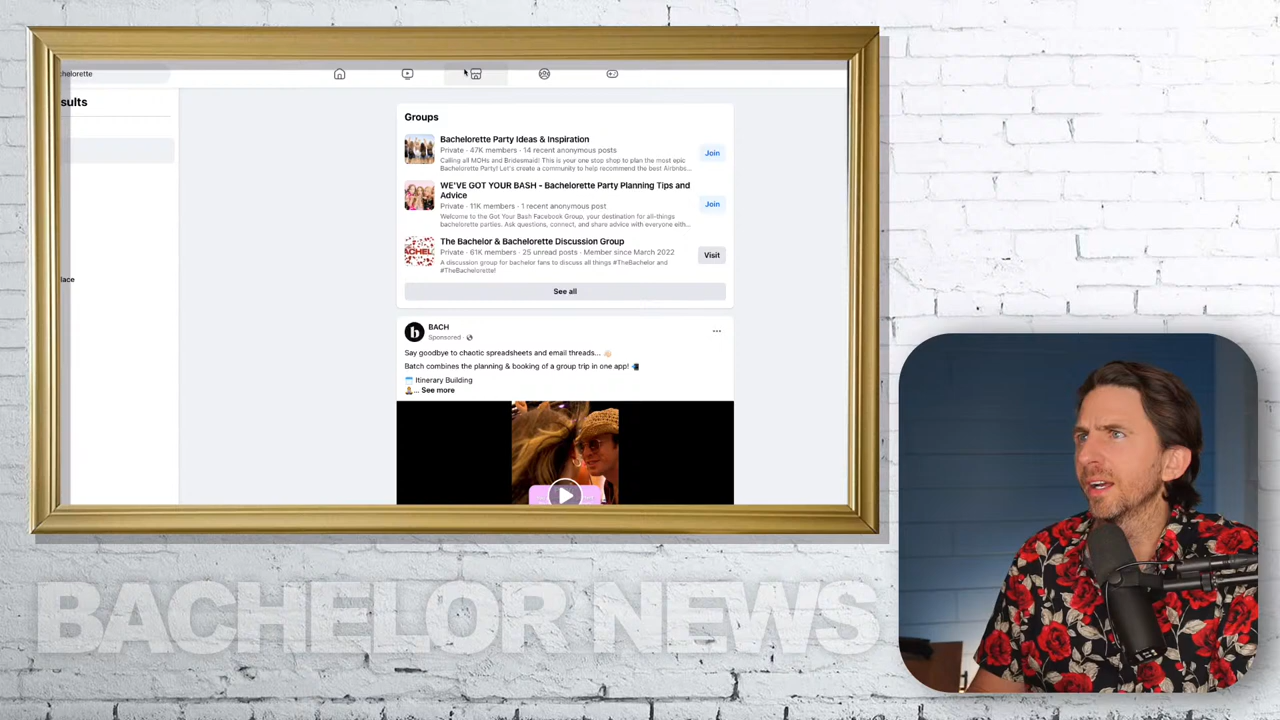 chelorette
sults
lace
Groups
Bachelorette Party Ideas & Inspiration
Private · 47K members · 14 recent anonymous posts
Calling all MOHs and Bridesmaid! This is your one stop shop to plan the most epic
Bachelorette Party! Let's create a community to help recommend the best Airbnbs...
Join
WE'VE GOT YOUR BASH - Bachelorette Party Planning Tips and
Advice
Private · 11K members · 1 recent anonymous post
Welcome to the Got Your Bash Facebook Group, your destination for all-things
bachelorette parties. Ask questions, connect, and share advice with everyone eith...
Join
The Bachelor & Bachelorette Discussion Group
Private · 61K members · 25 unread posts · Member since March 2022
A discussion group for bachelor fans to discuss all things #TheBachelor and
#TheBachelorette!
Visit
See all
b
BACH
Sponsored ·
Say goodbye to chaotic spreadsheets and email threads...
Batch combines the planning & booking of a group trip in one app!
Itinerary Building
... See more
BACHELOR NEWS